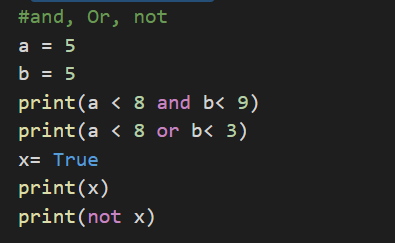 #and, Or, not
a = 5
b = 5
print(a < 8 and b< 9)
print(a < 8 or b< 3)
x= True
print(x)
print(not x)